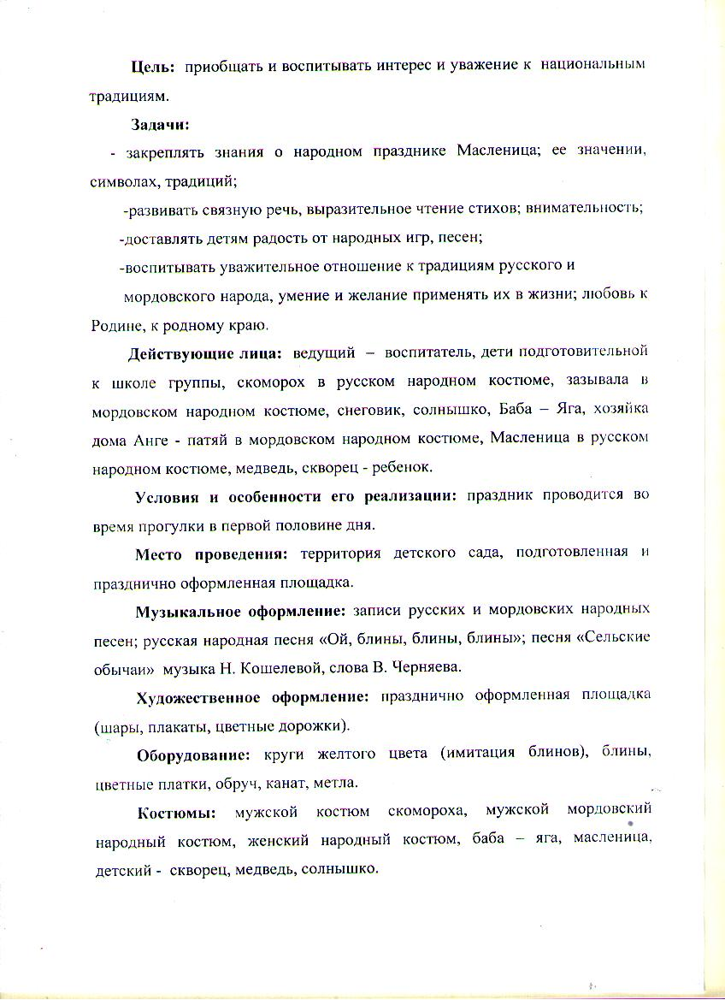 Цель: приобщать и воспитывать интерес и уважение к национальным
традициям.
Задачи:
- закреплять знания о народном празднике Масленица; ее значении,
символах, традиций;
-развивать связную речь, выразительное чтение стихов; внимательность;
-доставлять детям радость от народных игр, песен;
-воспитывать уважительное отношение к традициям русского и
мордовского народа, умение и желание применять их в жизни; любовь к
Родине, к родному краю.
Действующие лица: ведущий – воспитатель, дети подготовительной
к школе группы, скоморох в русском народном костюме, зазывала в
мордовском народном костюме, снеговик, солнышко, Баба – Яга, хозяйка
дома Анге - патяй в мордовском народном костюме, Масленица в русском
народном костюме, медведь, скворец - ребенок.
Условия и особенности его реализации: праздник проводится во
время прогулки в первой половине дня.
Место проведения: территория детского сада, подготовленная и
празднично оформленная площадка.
Музыкальное оформление: записи русских и мордовских народных
песен; русская народная песня «Ой, блины, блины, блины»; песня «Сельские
обычаи» музыка Н. Кошелевой, слова В. Черняева.
Художественное оформление: празднично оформленная площадка
(шары, плакаты, цветные дорожки).
Оборудование: круги желтого цвета (имитация блинов), блины,
цветные платки, обруч, канат, метла.
Костюмы: мужской костюм скомороха, мужской мордовский
народный костюм, женский народный костюм, баба – яга, масленица,
детский - скворец, медведь, солнышко.